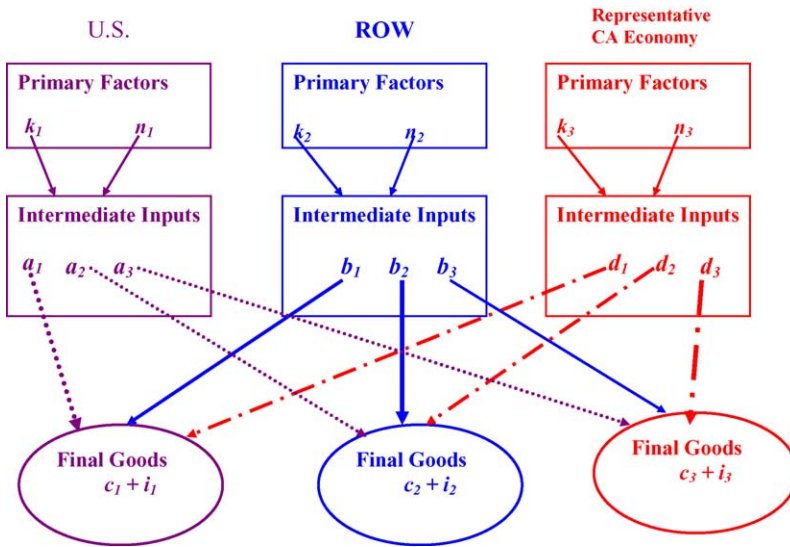 U.S.
ROW
Representative
CA Economy
Primary Factors
k₁ n₁
Primary Factors
k₂ n₂
Primary Factors
k₃ n₃
Intermediate Inputs
a₁ a₂ a₃
Intermediate Inputs
b₁ b₂ b₃
Intermediate Inputs
d₁ d₂ d₃
Final Goods
c₁ + i₁
Final Goods
c₂ + i₂
Final Goods
c₃ + i₃